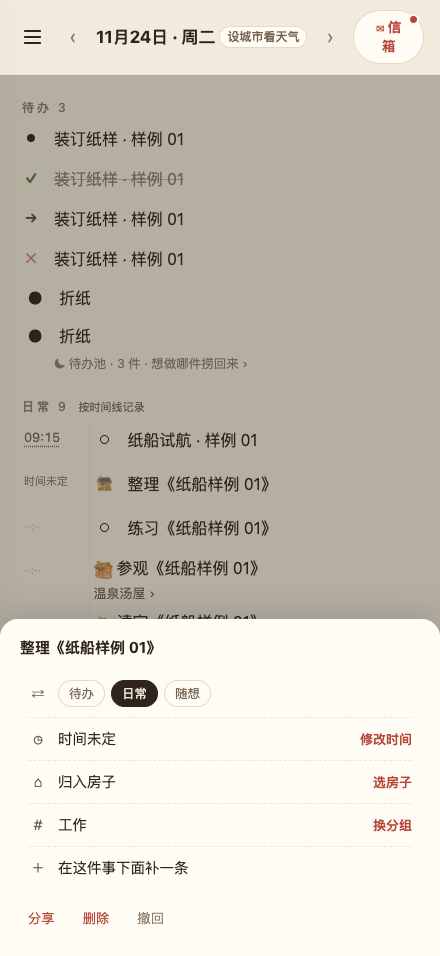 11月24日 · 周二
设城市看天气
信箱
待办 3
装订纸样 · 样例 01
装订纸样 · 样例 01
装订纸样 · 样例 01
装订纸样 · 样例 01
折纸
折纸
待办池 · 3 件 · 想做哪件捞回来 ›
日常 9 按时间线记录
09:15 纸船试航 · 样例 01
时间未定 整理《纸船样例 01》
--:-- 练习《纸船样例 01》
--:-- 参观《纸船样例 01》
温泉汤屋 ›
整理《纸船样例 01》
待办 日常 随想
时间未定 修改时间
归入房子 选房子
# 工作 换分组
在这件事下面补一条
分享 删除 撤回